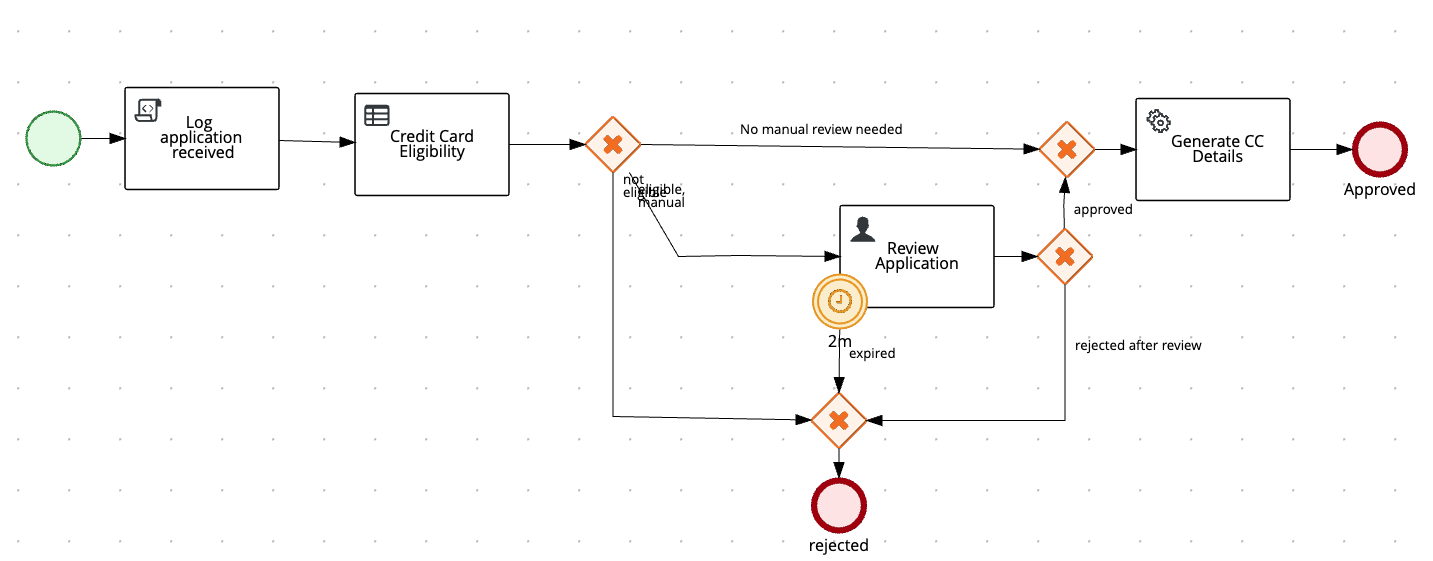 Log
application
received
Credit Card
Eligibility
No manual review needed
not
eligible
eligible,
manual
Generate CC
Details
Approved
approved
Review
Application
2m
expired
rejected after review
rejected